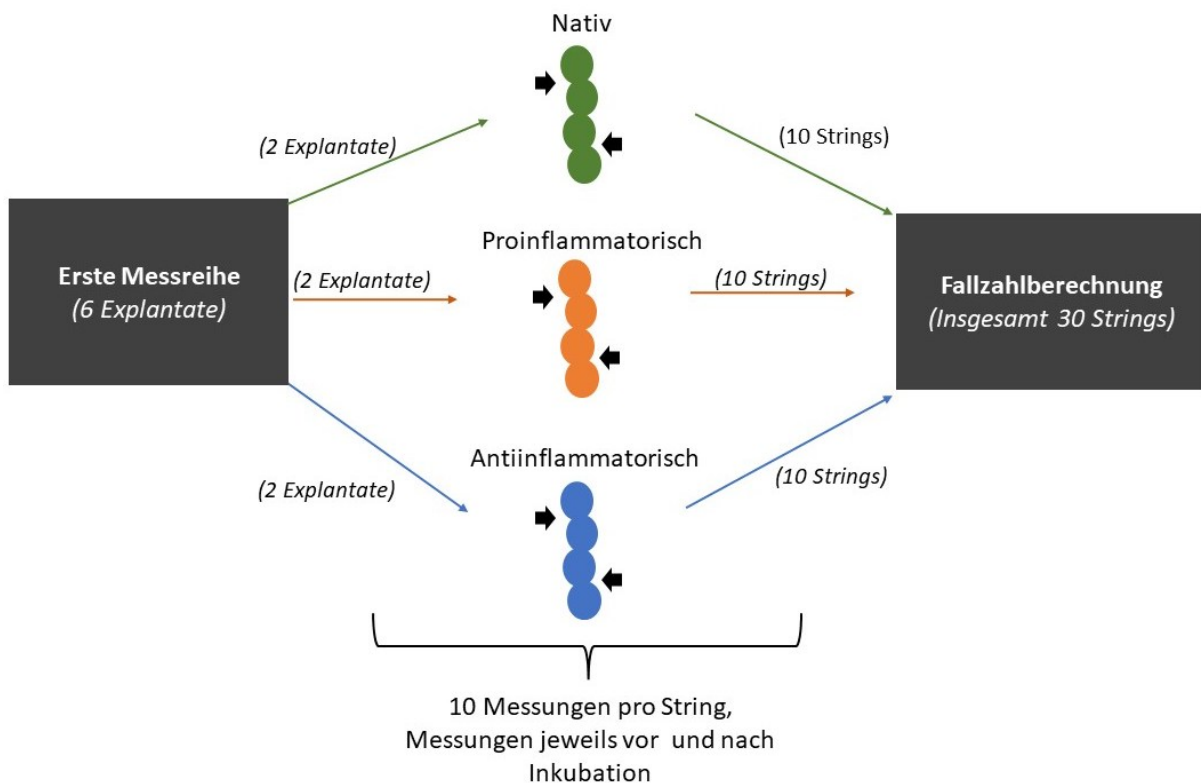 Nativ
(2 Explantate)
(10 Strings)
Erste Messreihe
(6 Explantate)
Proinflammatorisch
(2 Explantate)
(10 Strings)
Fallzahlberechnung
(Insgesamt 30 Strings)
Antiinflammatorisch
(2 Explantate)
(10 Strings)
10 Messungen pro String,
Messungen jeweils vor und nach
Inkubation